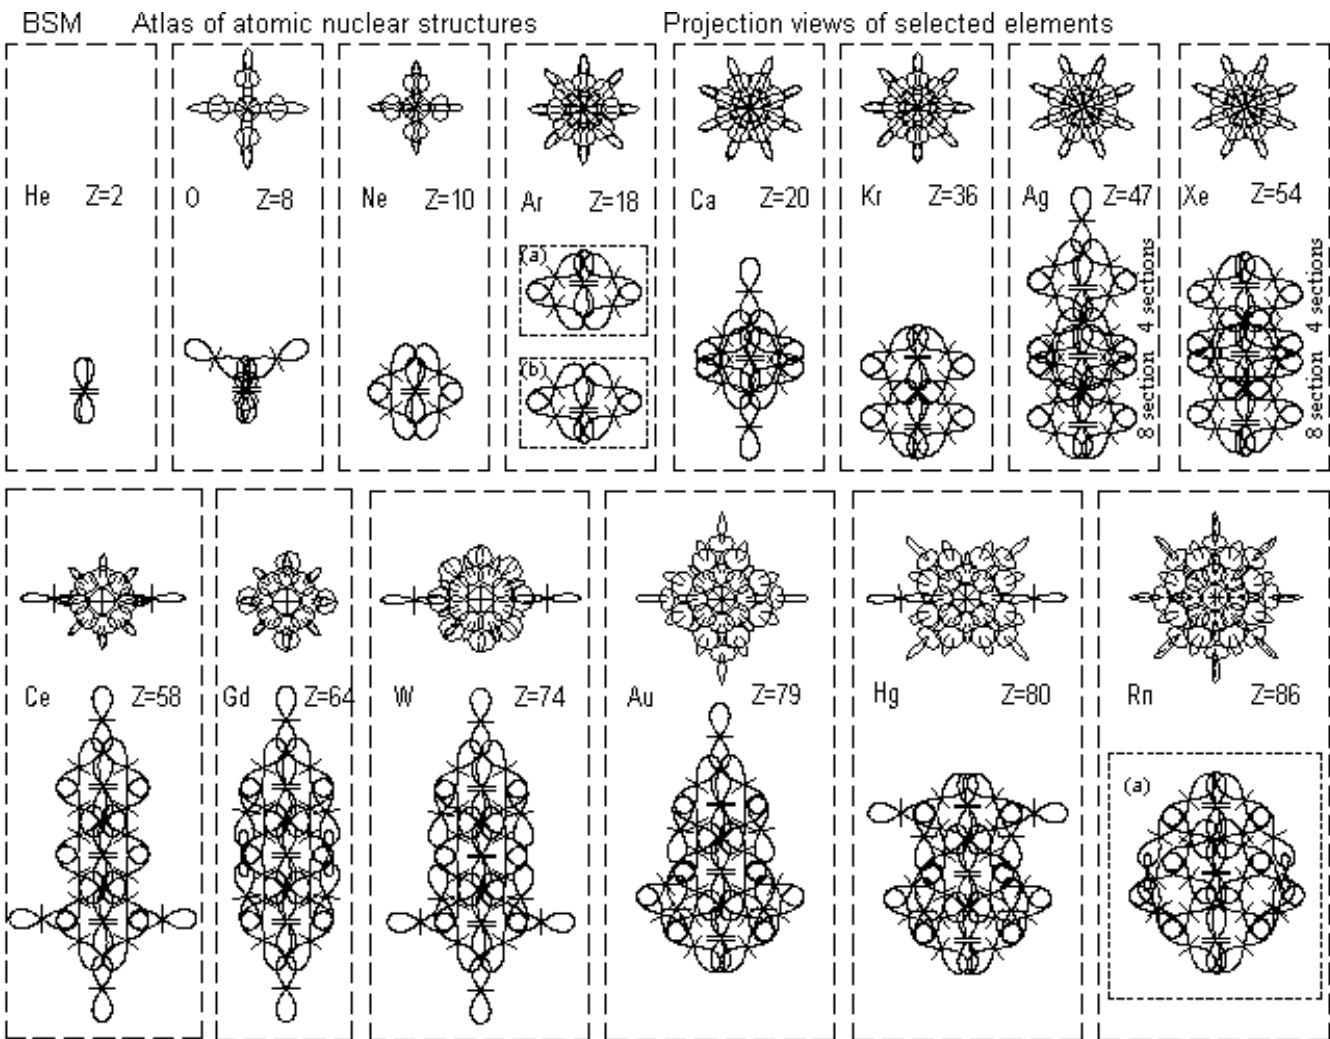 BSM Atlas of atomic nuclear structures Projection views of selected elements
He Z=2
O Z=8
Ne Z=10
Ar Z=18
(a)
(b)
Ca Z=20
Kr Z=36
Ag Z=47
8 section 4 sections
Xe Z=54
8 section 4 sections
Ce Z=58
Gd Z=64
W Z=74
Au Z=79
Hg Z=80
Rn Z=86
(a)